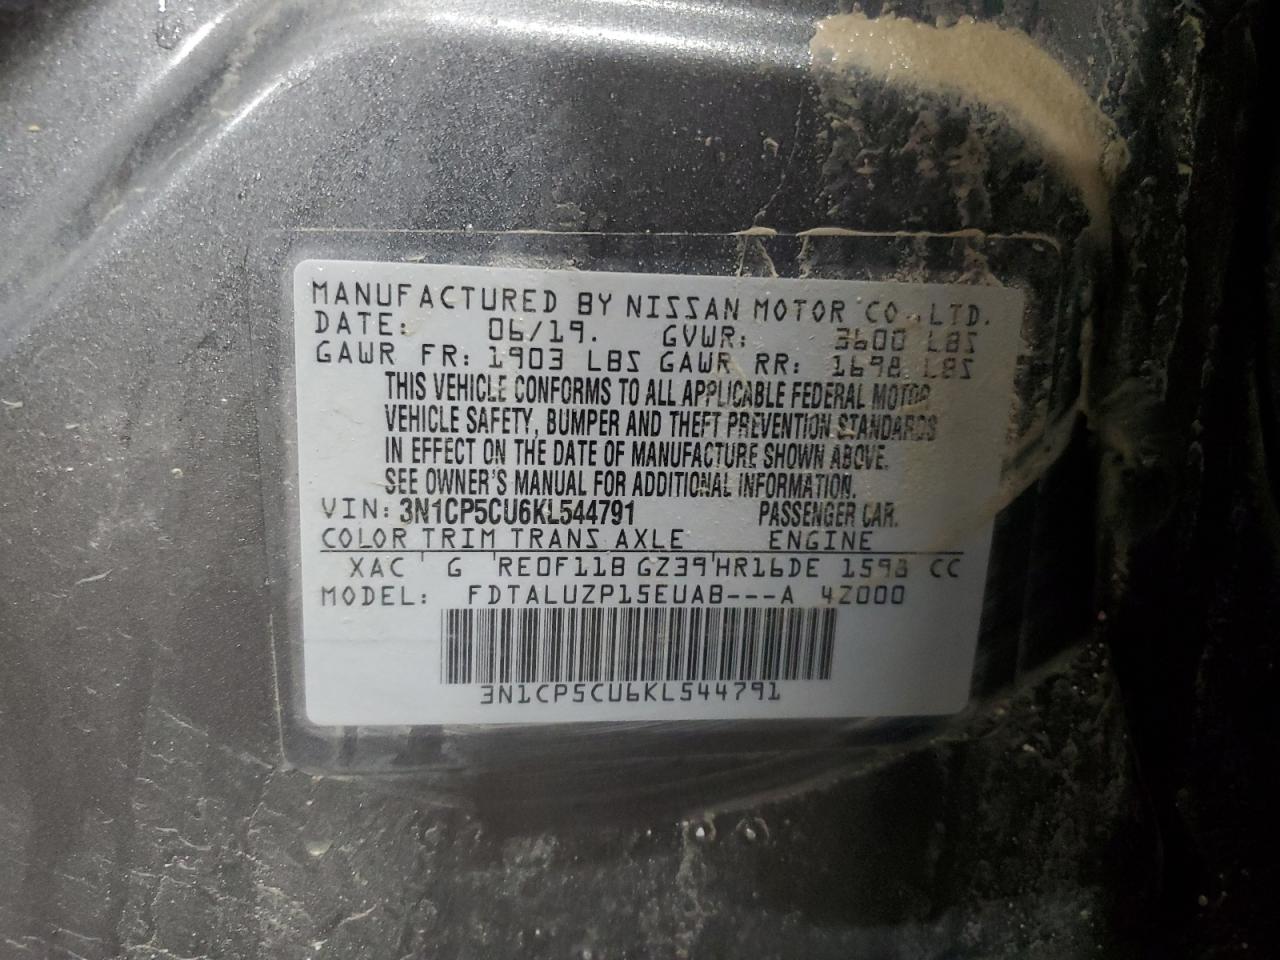 MANUFACTURED BY NISSAN MOTOR CO., LTD.
DATE: 06/19. GVWR: 3600 LBS
GAWR FR: 1903 LBS GAWR RR: 1698 LBS
THIS VEHICLE CONFORMS TO ALL APPLICABLE FEDERAL MOTOR
VEHICLE SAFETY, BUMPER AND THEFT PREVENTION STANDARDS
IN EFFECT ON THE DATE OF MANUFACTURE SHOWN ABOVE.
SEE OWNER'S MANUAL FOR ADDITIONAL INFORMATION.
VIN: 3N1CP5CU6KL544791 PASSENGER CAR.
COLOR TRIM TRANS AXLE ENGINE
XAC G RE0F11B GZ39 HR16DE 1598 CC
MODEL: FDTALUZP15EUAB---A 4Z000
3N1CP5CU6KL544791